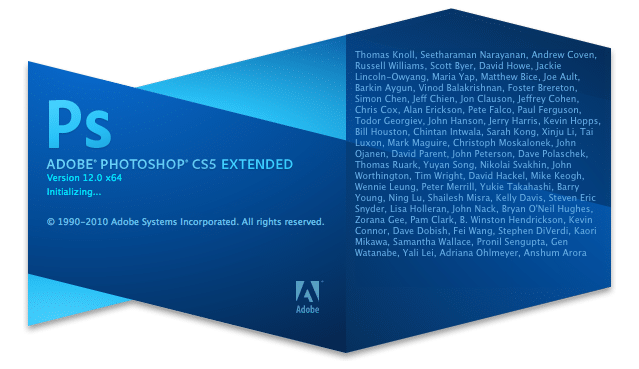 Ps
ADOBE® PHOTOSHOP® CS5 EXTENDED
Version 12.0 x64
Initializing...
© 1990-2010 Adobe Systems Incorporated. All rights reserved.
Adobe
Thomas Knoll, Seetharaman Narayanan, Andrew Coven,
Russell Williams, Scott Byer, David Howe, Jackie
Lincoln-Owyang, Maria Yap, Matthew Bice, Joe Ault,
Barkin Aygun, Vinod Balakrishnan, Foster Brereton,
Simon Chen, Jeff Chien, Jon Clauson, Jeffrey Cohen,
Chris Cox, Alan Erickson, Pete Falco, Paul Ferguson,
Todor Georgiev, John Hanson, Jerry Harris, Kevin Hopps,
Bill Houston, Chintan Intwala, Sarah Kong, Xinju Li, Tai
Luxon, Mark Maguire, Christoph Moskalonek, John
Ojanen, David Parent, John Peterson, Dave Polaschek,
Thomas Ruark, Yuyan Song, Nikolai Svakhin, John
Worthington, Tim Wright, David Hackel, Mike Keogh,
Wennie Leung, Peter Merrill, Yukie Takahashi, Barry
Young, Ning Lu, Shailesh Misra, Kelly Davis, Steven Eric
Snyder, Lisa Holleran, John Nack, Bryan O'Neil Hughes,
Zorana Gee, Pam Clark, B. Winston Hendrickson, Kevin
Connor, Dave Dobish, Fei Wang, Stephen DiVerdi, Kaori
Mikawa, Samantha Wallace, Pronil Sengupta, Gen
Watanabe, Yali Lei, Adriana Ohlmeyer, Anshum Arora